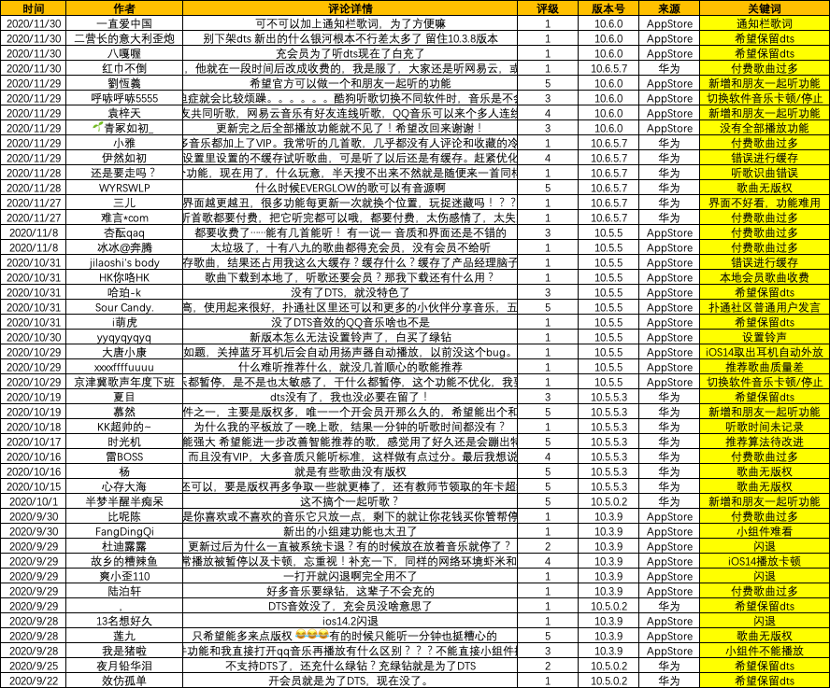 时间 作者 评论详情 评级 版本号 来源 关键词
2020/11/30 一直爱中国 可不可以加上通知栏歌词，为了方便嘛 1 10.6.0 AppStore 通知栏歌词
2020/11/30 二营长的意大利歪炮 别下架dts 新出的什么银河根本不行差太多了 留住10.3.8版本 1 10.6.0 AppStore 希望保留dts
2020/11/30 八嘎喔 充会员为了听dts现在了白充了 1 10.6.0 AppStore 希望保留dts
2020/11/30 红巾不倒 ，他就在一段时间后改成收费的，我是服了，大家还是听网易云，或 1 10.6.5.7 华为 付费歌曲过多
2020/11/29 劉恆義 希望官方可以做一个和朋友一起听的功能 5 10.6.0 AppStore 新增和朋友一起听功能
2020/11/29 呼哧呼哧5555 迫症就会比较烦躁。。。。。。酷狗听歌切换不同软件时，音乐是不会 3 10.6.0 AppStore 切换软件音乐卡顿/停止
2020/11/29 袁梓天 友共同听歌，网易云音乐有好友连线听歌，QQ音乐可以来个多人连线 4 10.6.0 AppStore 新增和朋友一起听功能
2020/11/29 🌱青冢如初_ 更新完之后全部播放功能就不见了！希望改回来谢谢！ 3 10.6.0 AppStore 没有全部播放功能
2020/11/29 小雅 多音乐都加上了VIP。我常听的几首歌，几乎都没有人评论和收藏的冷 1 10.6.5.7 华为 付费歌曲过多
2020/11/29 伊然如初 设置里设置的不缓存试听歌曲，可是听了以后还是有缓存。赶紧优化 4 10.6.5.7 华为 错误进行缓存
2020/11/28 还是要走吗？ 个功能，现在用了，什么玩意，半天搜不出来不然就是随便来一首同样 1 10.6.5.7 华为 听歌识曲错误
2020/11/28 WYRSWLP 什么时候EVERGLOW的歌可以有音源啊 5 10.6.5.7 华为 歌曲无版权
2020/11/27 三儿 界面越更越丑，很多功能每更新一次就换个位置，玩捉迷藏吗！？？ 1 10.6.5.7 华为 界面不好看，功能难用
2020/11/27 难言*com 听首歌都要付费，把它听完都可以哦，都要付费，太伤感情了，太失 1 10.6.5.7 华为 付费歌曲过多
2020/11/8 杏酝qaq 都要收费了……能有几首能听！ 有一说一 音质和界面还是不错的 3 10.5.5 AppStore 付费歌曲过多
2020/11/8 冰冰@奔腾 太垃圾了，十有八九的歌曲都得充会员，没有会员不给听 1 10.5.5 AppStore 付费歌曲过多
2020/10/31 jilaoshi's body 存歌曲，结果还占用我这么大缓存？缓存什么？缓存了产品经理脑子 1 10.5.5 AppStore 错误进行缓存
2020/10/31 HK你咯HK 歌曲下载到本地了，听歌还要会员？那我下载还有什么用？ 1 10.5.5 AppStore 本地会员歌曲收费
2020/10/31 哈珀-k 没有了DTS，就没特色了 3 10.5.5 AppStore 希望保留dts
2020/10/31 Sour Candy. 高，使用起来很好，扑通社区里还可以和更多的小伙伴分享音乐，五 5 10.5.5 AppStore 扑通社区普通用户发言
2020/10/31 i萌虎 没了DTS音效的QQ音乐啥也不是 1 10.5.5 AppStore 希望保留dts
2020/10/30 yyqyqyqyq 新版本怎么无法设置铃声了，白买了绿钻 1 10.5.5 AppStore 设置铃声
2020/10/29 大唐小康 如题，关掉蓝牙耳机后会自动用扬声器自动播放，以前没这个bug。 1 10.5.5 AppStore iOS14取出耳机自动外放
2020/10/29 xxxxffffuuuu 什么难听推荐什么，就没几首顺心的歌能推荐 1 10.5.5 AppStore 推荐歌曲质量差
2020/10/29 京津冀歌声年度下班 乐都暂停，是不是也太敏感了，干什么都暂停，这个功能不优化，我要 1 10.5.5 AppStore 切换软件音乐卡顿/停止
2020/10/19 夏目 dts没有了，我也没必要在留了！ 3 10.5.5.3 华为 希望保留dts
2020/10/19 慕然 件之一，主要是版权多，唯一一个开会员开那么久的，希望能出个和 5 10.5.5.3 华为 新增和朋友一起听功能
2020/10/18 KK超帅的~ 为什么我的平板放了一晚上歌，结果一分钟的听歌时间都没有？ 1 10.5.5.3 华为 听歌时间未记录
2020/10/17 时光机 能强大 希望能进一步改善智能推荐的歌，感觉用了好久还是会蹦出特 5 10.5.5.3 华为 推荐算法待改进
2020/10/16 雷BOSS 而且没有VIP，大多音质只能听标准，这样做有点过分。最后我想说 4 10.5.5.3 华为 付费歌曲过多
2020/10/16 杨 就是有些歌曲没有版权 5 10.5.5.3 华为 歌曲无版权
2020/10/15 心存大海 还可以，要是版权再多争取一些就更棒了，还有教师节领取的年卡超 5 10.5.5.3 华为 歌曲无版权
2020/10/1 半梦半醒半痴呆 这不搞个一起听歌？ 5 10.5.0.2 华为 新增和朋友一起听功能
2020/9/30 比昵陈 是你喜欢或不喜欢的音乐它只放一点，剩下的就让你花钱买你管帮停 1 10.3.9 AppStore 付费歌曲过多
2020/9/30 FangDingQi 新出的小组建功能也太丑了 1 10.3.9 AppStore 小组件难看
2020/9/29 杜迪露露 更新过后为什么一直被系统卡退？有的时候放在放着音乐就停了？ 2 10.3.9 AppStore 闪退
2020/9/29 故乡的糟辣鱼 常播放被暂停以及卡顿，忘重视！补充一下，同样的网络环境虾米和 4 10.3.9 AppStore iOS14播放卡顿
2020/9/29 爽小歪110 一打开就闪退啊完全用不了 1 10.3.9 AppStore 闪退
2020/9/29 陆泊轩 好多音乐要绿钻，这辈子不会充的 1 10.3.9 AppStore 付费歌曲过多
2020/9/29 . DTS音效没了，充会员没啥意思了 1 10.5.0.2 华为 希望保留dts
2020/9/28 13名想好久 ios14.2闪退 1 10.3.9 AppStore 闪退
2020/9/28 莲九 只希望能多来点版权 😂😂😂有的时候只能听一分钟也挺糟心的 5 10.3.9 AppStore 歌曲无版权
2020/9/28 我是猪啦 件功能和我直接打开qq音乐再播放有什么区别？？？不能直接小组件 3 10.3.9 AppStore 小组件不能播放
2020/9/25 夜月铅华泪 不支持DTS了，还充什么绿钻？充绿钻就是为了DTS 2 10.5.0.2 华为 希望保留dts
2020/9/22 效仿孤单 开会员就是为了DTS，现在没了。 1 10.5.0.2 华为 希望保留dts